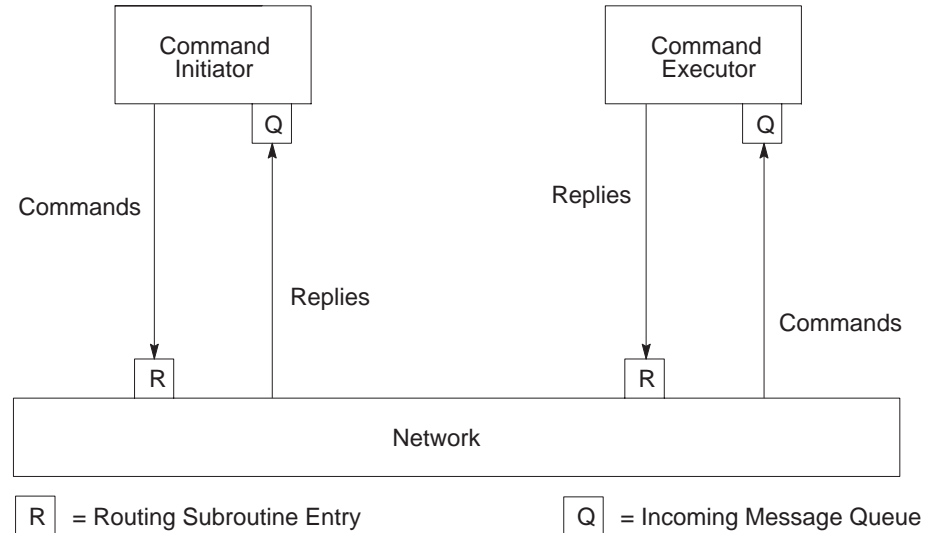 Command
Initiator
Command
Executor
Q
Q
Commands
Replies
Replies
Commands
R
R
Network
R = Routing Subroutine Entry
Q = Incoming Message Queue